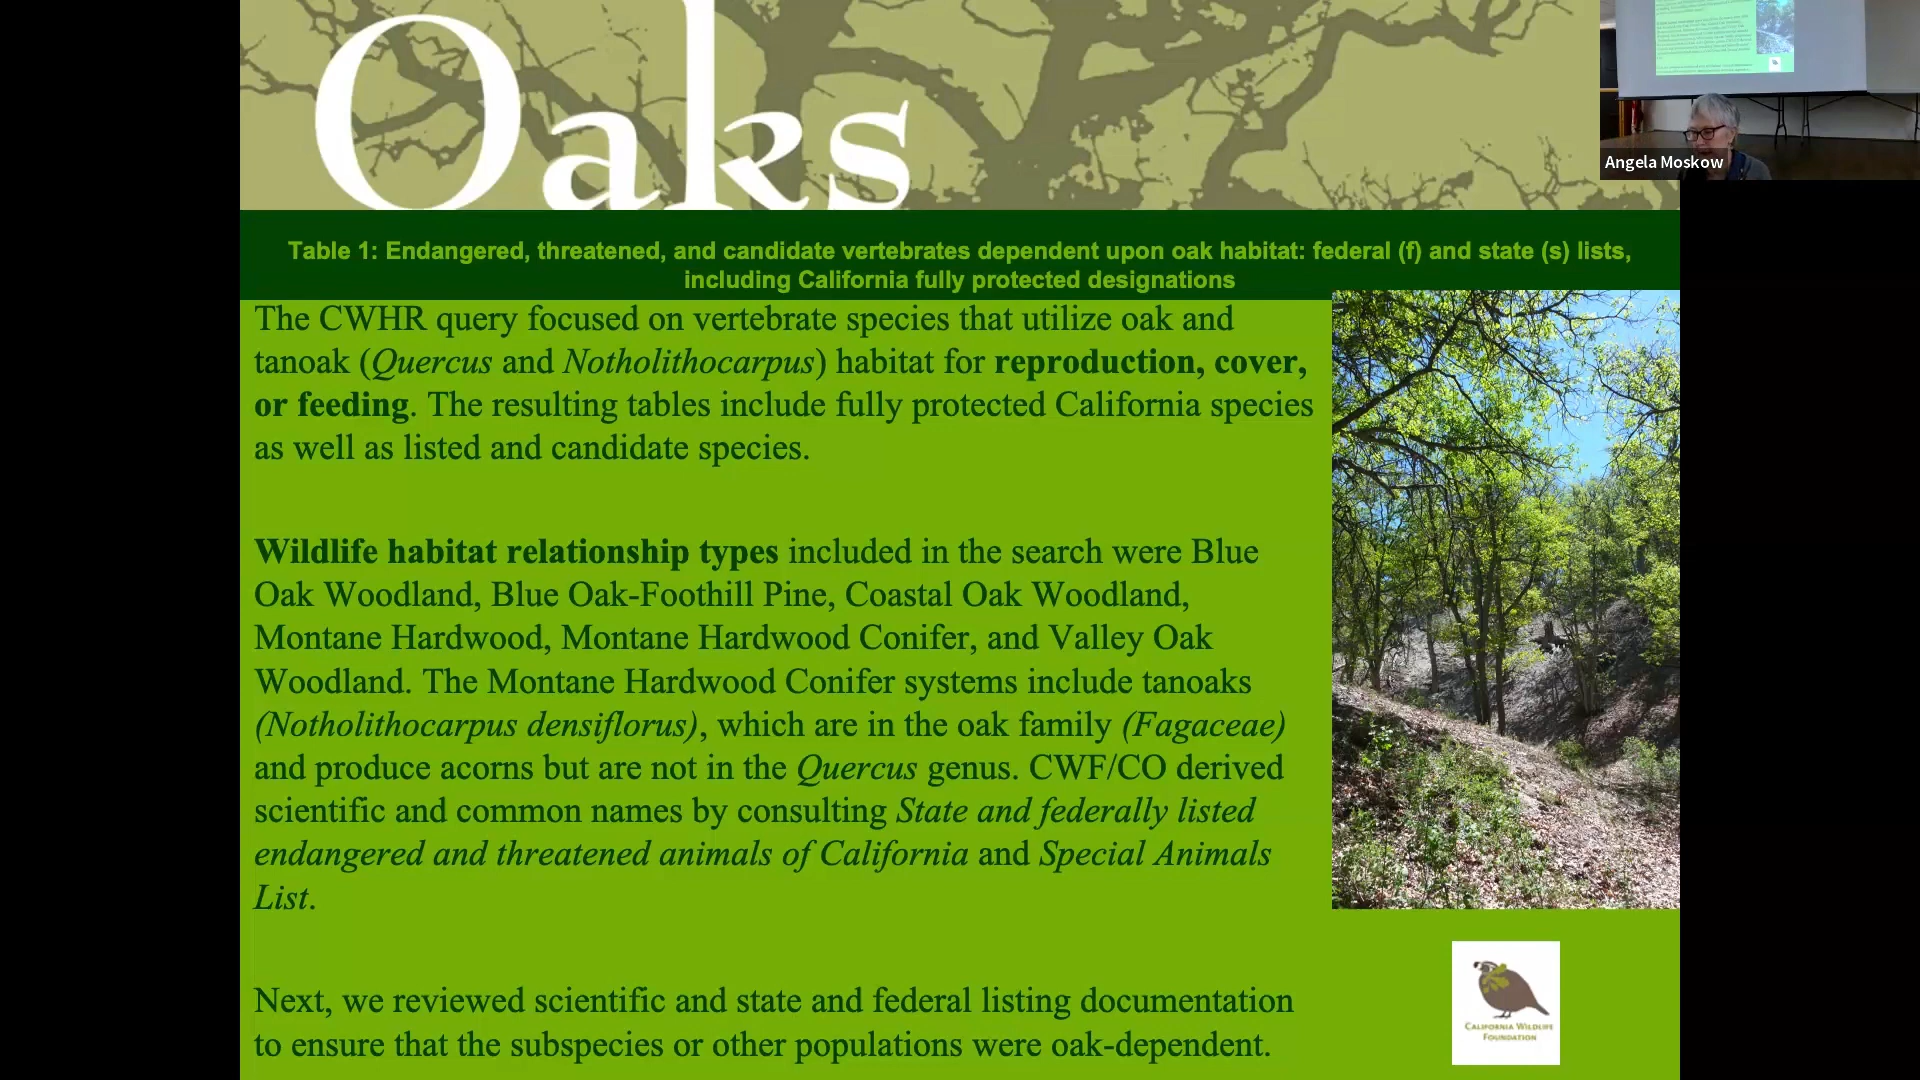 Oaks
Angela Moskow
Table 1: Endangered, threatened, and candidate vertebrates dependent upon oak habitat: federal (f) and state (s) lists,
including California fully protected designations
The CWHR query focused on vertebrate species that utilize oak and
tanoak (Quercus and Notholithocarpus) habitat for reproduction, cover,
or feeding. The resulting tables include fully protected California species
as well as listed and candidate species.
Wildlife habitat relationship types included in the search were Blue
Oak Woodland, Blue Oak-Foothill Pine, Coastal Oak Woodland,
Montane Hardwood, Montane Hardwood Conifer, and Valley Oak
Woodland. The Montane Hardwood Conifer systems include tanoaks
(Notholithocarpus densiflorus), which are in the oak family (Fagaceae)
and produce acorns but are not in the Quercus genus. CWF/CO derived
scientific and common names by consulting State and federally listed
endangered and threatened animals of California and Special Animals
List.
Next, we reviewed scientific and state and federal listing documentation
to ensure that the subspecies or other populations were oak-dependent.
CALIFORNIA WILDLIFE
FOUNDATION